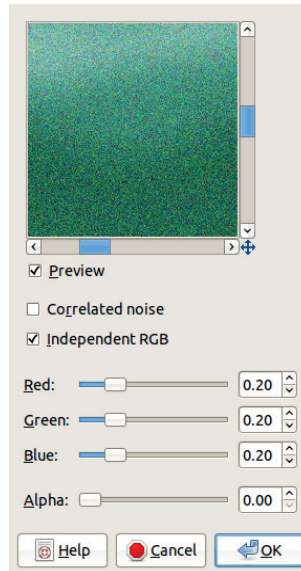 Preview
Correlated noise
Independent RGB
Red: 0.20
Green: 0.20
Blue: 0.20
Alpha: 0.00
Help Cancel OK